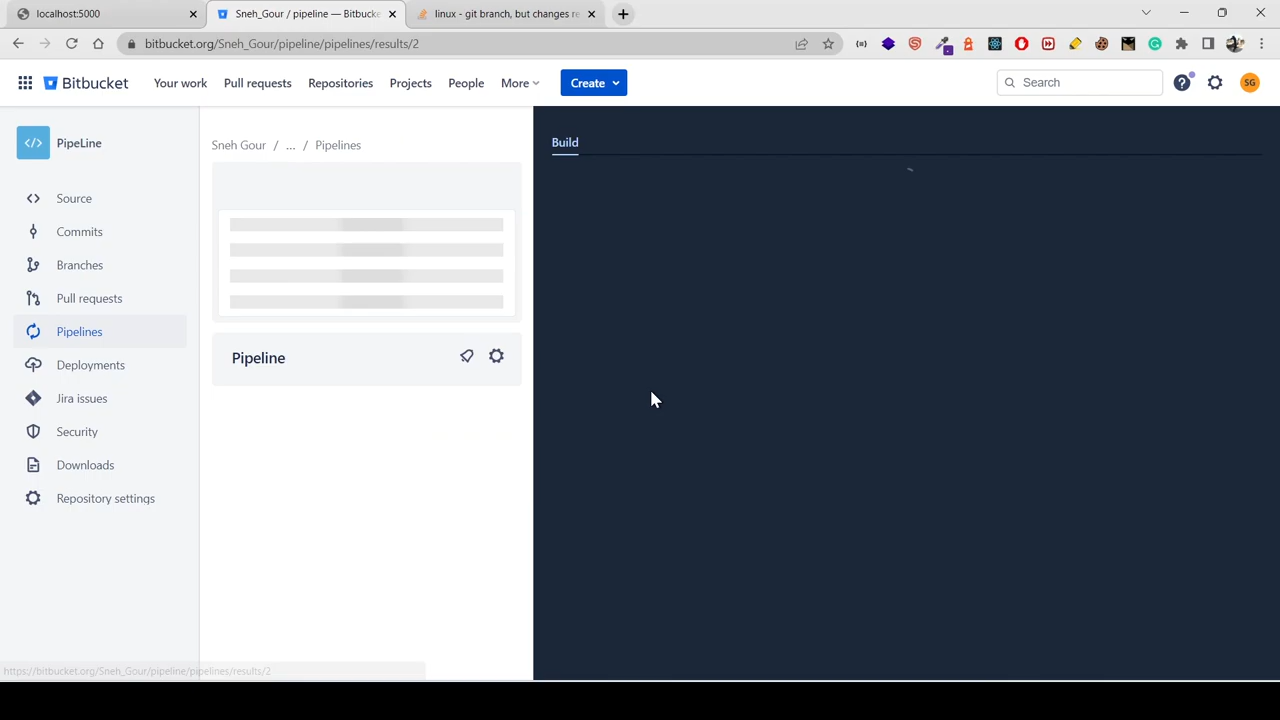 localhost:5000
Sneh_Gour / pipeline — Bitbucke
linux - git branch, but changes re
bitbucket.org/Sneh_Gour/pipeline/pipelines/results/2
Bitbucket
Your work
Pull requests
Repositories
Projects
People
More
Create
Search
SG
</> PipeLine
Sneh Gour / ... / Pipelines
Build
Source
Commits
Branches
Pull requests
Pipelines
Deployments
Jira issues
Security
Downloads
Repository settings
Pipeline
https://bitbucket.org/Sneh_Gour/pipeline/pipelines/results/2